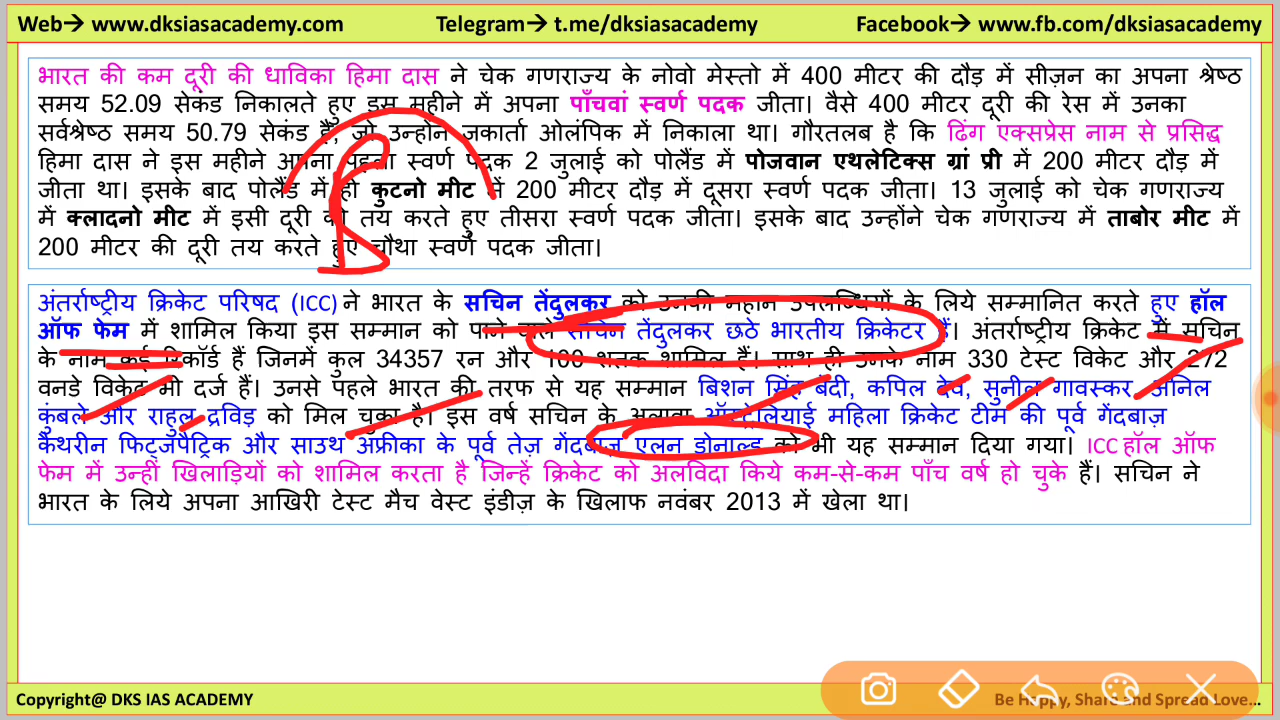 Web→ www.dksiasacademy.com Telegram→ t.me/dksiasacademy Facebook→ www.fb.com/dksiasacademy
भारत की कम दूरी की धाविका हिमा दास ने चेक गणराज्य के नोवो मेस्तो में 400 मीटर की दौड़ में सीज़न का अपना श्रेष्ठ
समय 52.09 सेकंड निकालते हुए इस महीने में अपना पाँचवां स्वर्ण पदक जीता। वैसे 400 मीटर दूरी की रेस में उनका
सर्वश्रेष्ठ समय 50.79 सेकंड है, जो उन्होंने जकार्ता ओलंपिक में निकाला था। गौरतलब है कि ढिंग एक्सप्रेस नाम से प्रसिद्ध
हिमा दास ने इस महीने अपना पहला स्वर्ण पदक 2 जुलाई को पोलैंड में पोजवान एथलेटिक्स ग्रां प्री में 200 मीटर दौड़ में
जीता था। इसके बाद पोलैंड में ही कुटनो मीट में 200 मीटर दौड़ में दूसरा स्वर्ण पदक जीता। 13 जुलाई को चेक गणराज्य
में क्लादनो मीट में इसी दूरी को तय करते हुए तीसरा स्वर्ण पदक जीता। इसके बाद उन्होंने चेक गणराज्य में ताबोर मीट में
200 मीटर की दूरी तय करते हुए चौथा स्वर्ण पदक जीता।
अंतर्राष्ट्रीय क्रिकेट परिषद (ICC) ने भारत के सचिन तेंदुलकर को उनकी महान उपलब्धियों के लिये सम्मानित करते हुए हॉल
ऑफ फेम में शामिल किया इस सम्मान को पाने वाले सचिन तेंदुलकर छठे भारतीय क्रिकेटर हैं। अंतर्राष्ट्रीय क्रिकेट में सचिन
के नाम कई रिकॉर्ड हैं जिनमें कुल 34357 रन और 100 शतक शामिल हैं। साथ ही उनके नाम 330 टेस्ट विकेट और 272
वनडे विकेट भी दर्ज हैं। उनसे पहले भारत की तरफ से यह सम्मान बिशन सिंह बेदी, कपिल देव, सुनील गावस्कर, अनिल
कुंबले और राहुल द्रविड़ को मिल चुका है। इस वर्ष सचिन के अलावा ऑस्ट्रेलियाई महिला क्रिकेट टीम की पूर्व गेंदबाज़
कैथरीन फिट्ज़पैट्रिक और साउथ अफ्रीका के पूर्व तेज़ गेंदबाज़ एलन डोनाल्ड को भी यह सम्मान दिया गया। ICC हॉल ऑफ
फेम में उन्हीं खिलाड़ियों को शामिल करता है जिन्हें क्रिकेट को अलविदा किये कम-से-कम पाँच वर्ष हो चुके हैं। सचिन ने
भारत के लिये अपना आखिरी टेस्ट मैच वेस्ट इंडीज़ के खिलाफ नवंबर 2013 में खेला था।
Copyright@ DKS IAS ACADEMY Be Happy, Share and Spread Love...